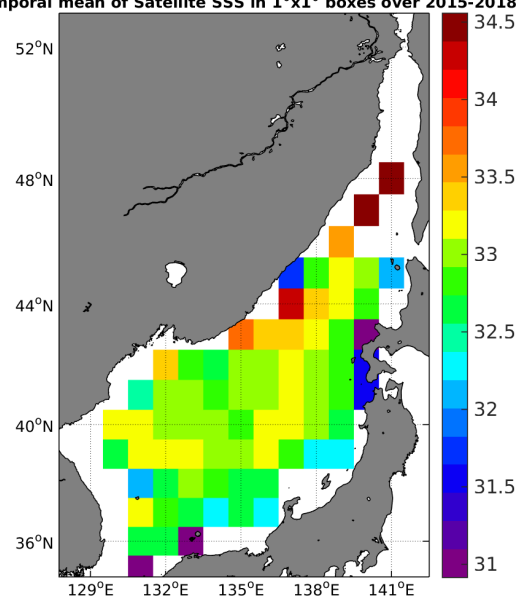 mporal mean of Satellite SSS in 1°x1° boxes over 2015-2018
52°N
48°N
44°N
40°N
36°N
129°E 132°E 135°E 138°E 141°E
34.5
34
33.5
33
32.5
32
31.5
31